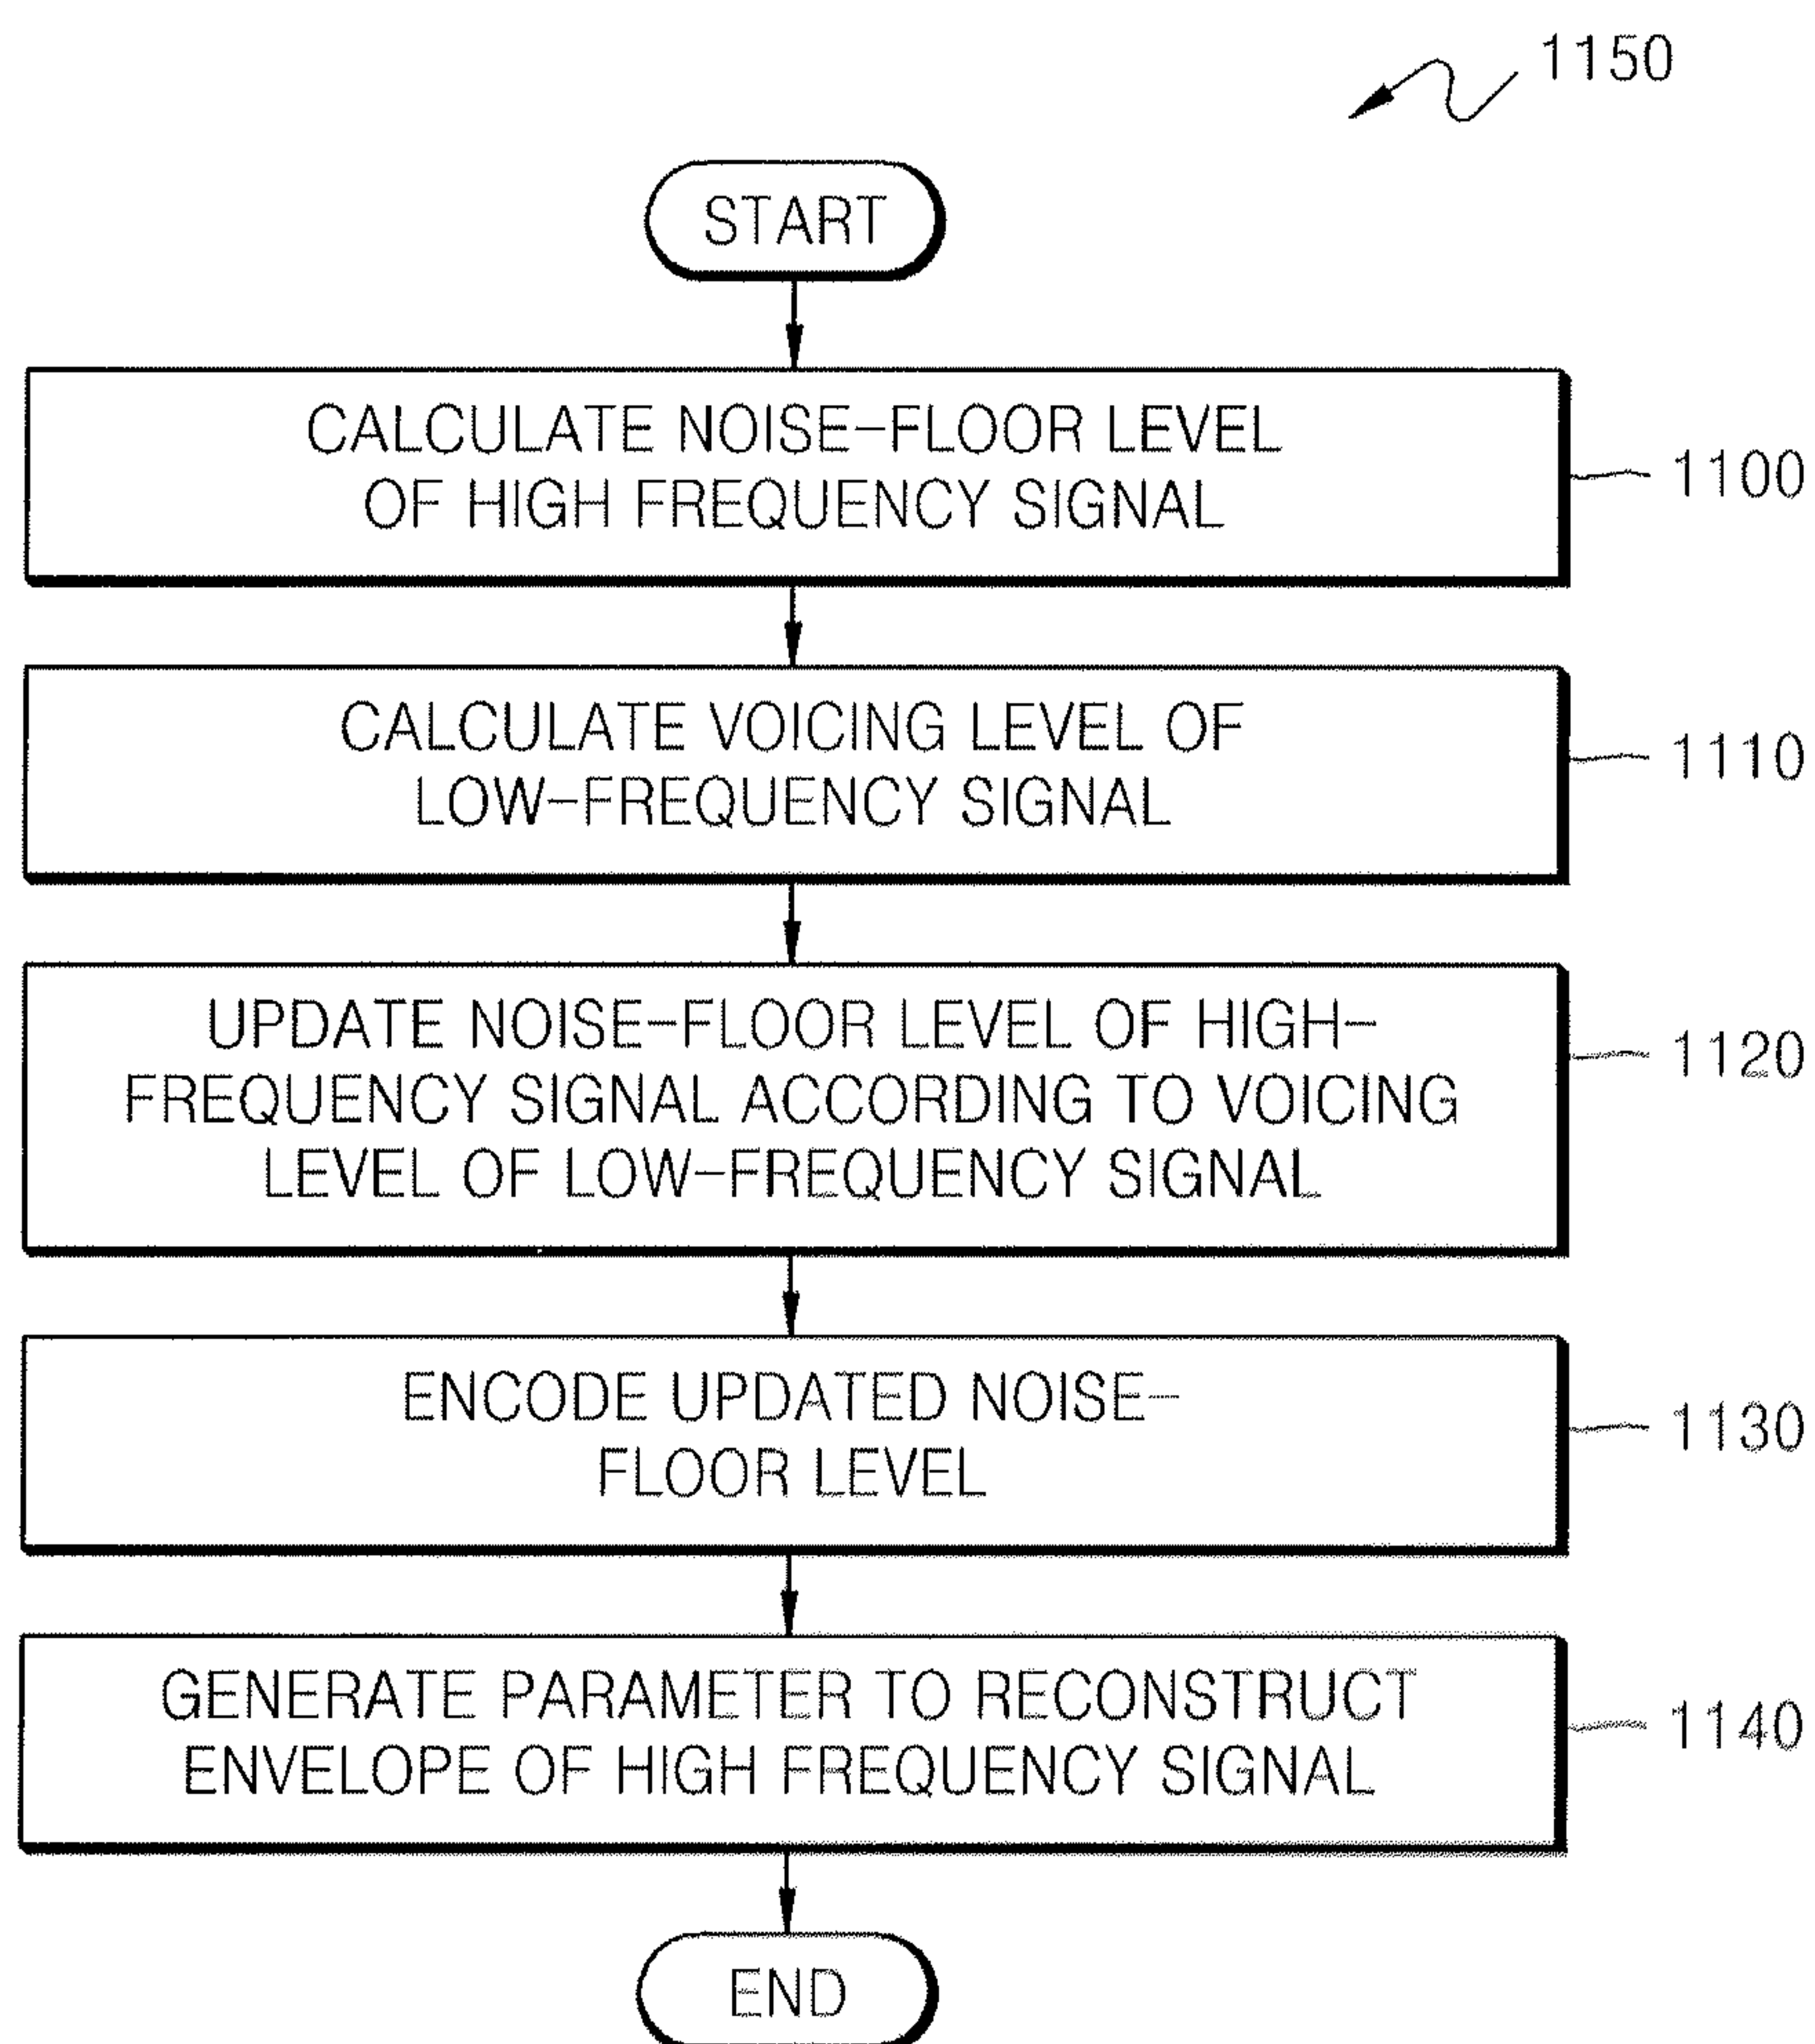 1150
START
CALCULATE NOISE-FLOOR LEVEL
OF HIGH FREQUENCY SIGNAL
1100
CALCULATE VOICING LEVEL OF
LOW-FREQUENCY SIGNAL
1110
UPDATE NOISE-FLOOR LEVEL OF HIGH-
FREQUENCY SIGNAL ACCORDING TO VOICING
LEVEL OF LOW-FREQUENCY SIGNAL
1120
ENCODE UPDATED NOISE-
FLOOR LEVEL
1130
GENERATE PARAMETER TO RECONSTRUCT
ENVELOPE OF HIGH FREQUENCY SIGNAL
1140
END